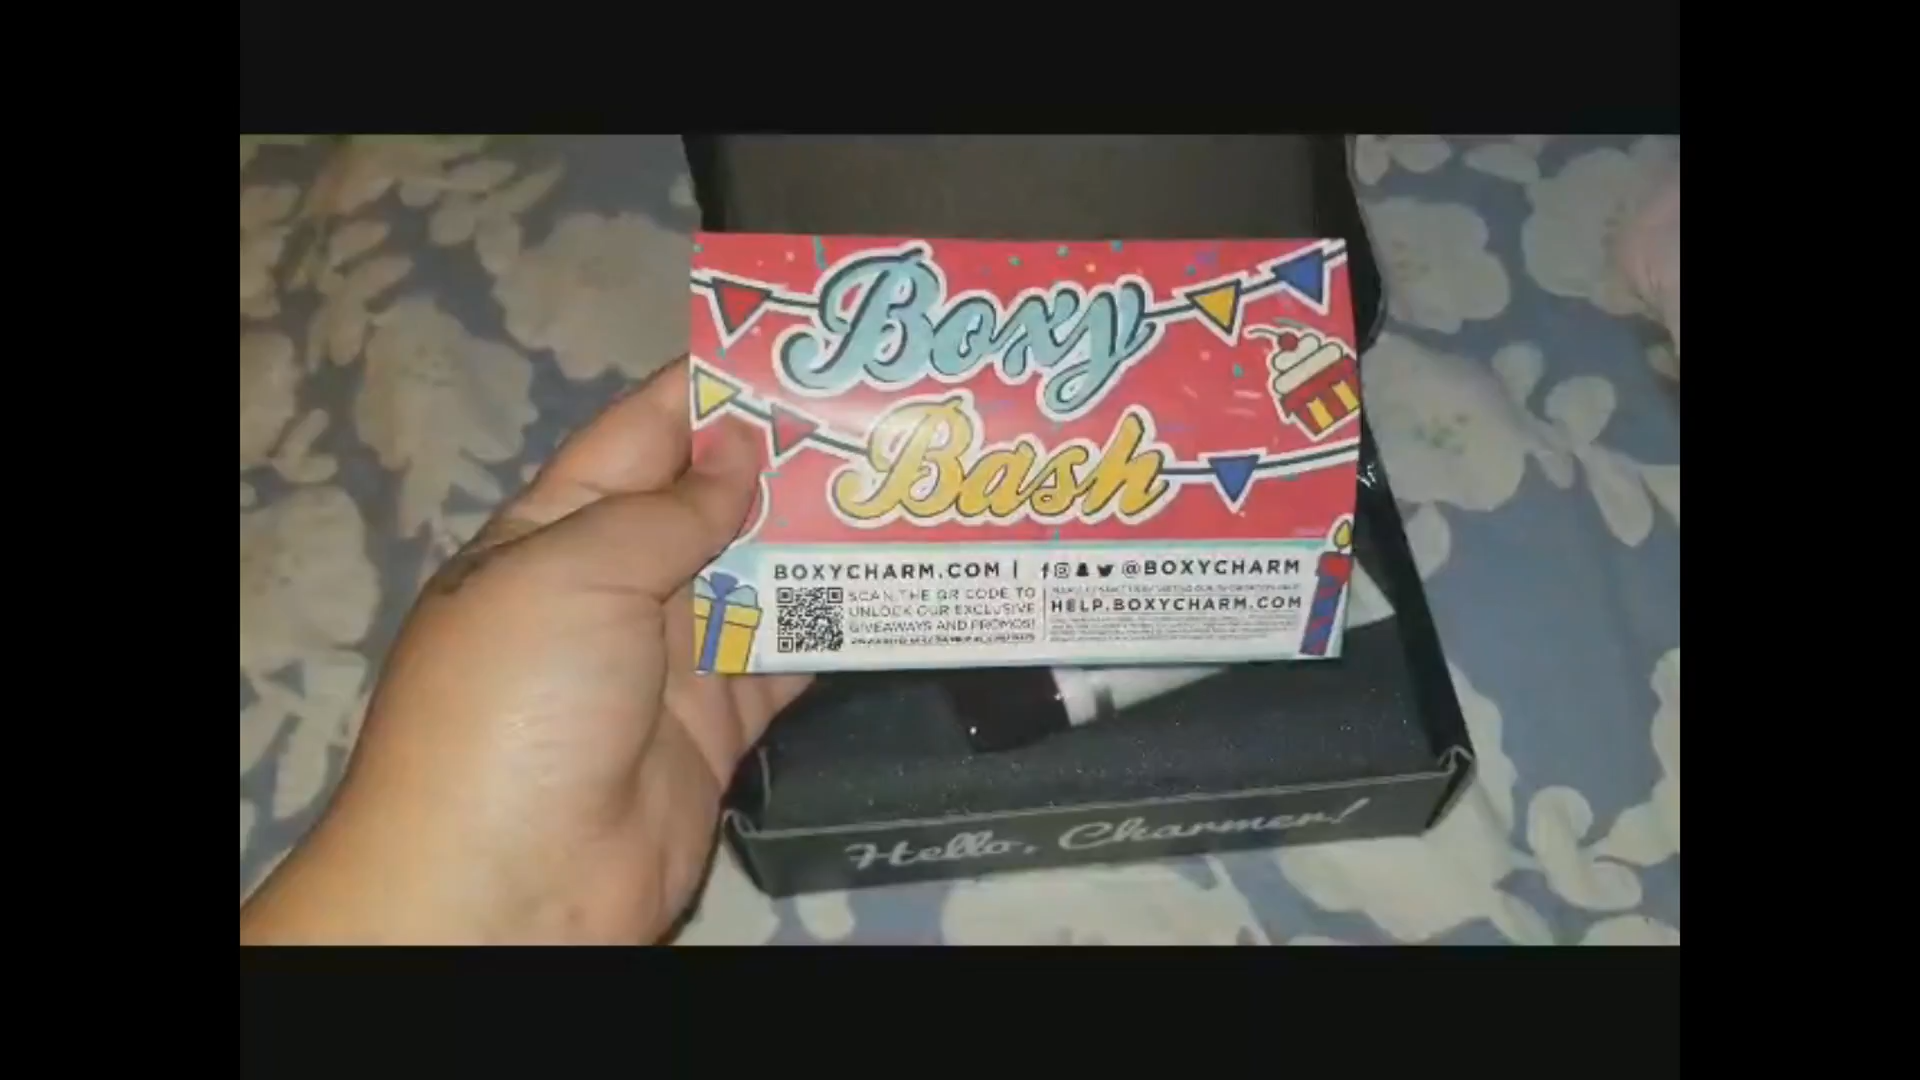 Boxy
Bash
BOXYCHARM.COM | @BOXYCHARM
SCAN THE QR CODE TO
UNLOCK OUR EXCLUSIVE
GIVEAWAYS AND PROMOS!
HELP.BOXYCHARM.COM
Hello, Charmer!